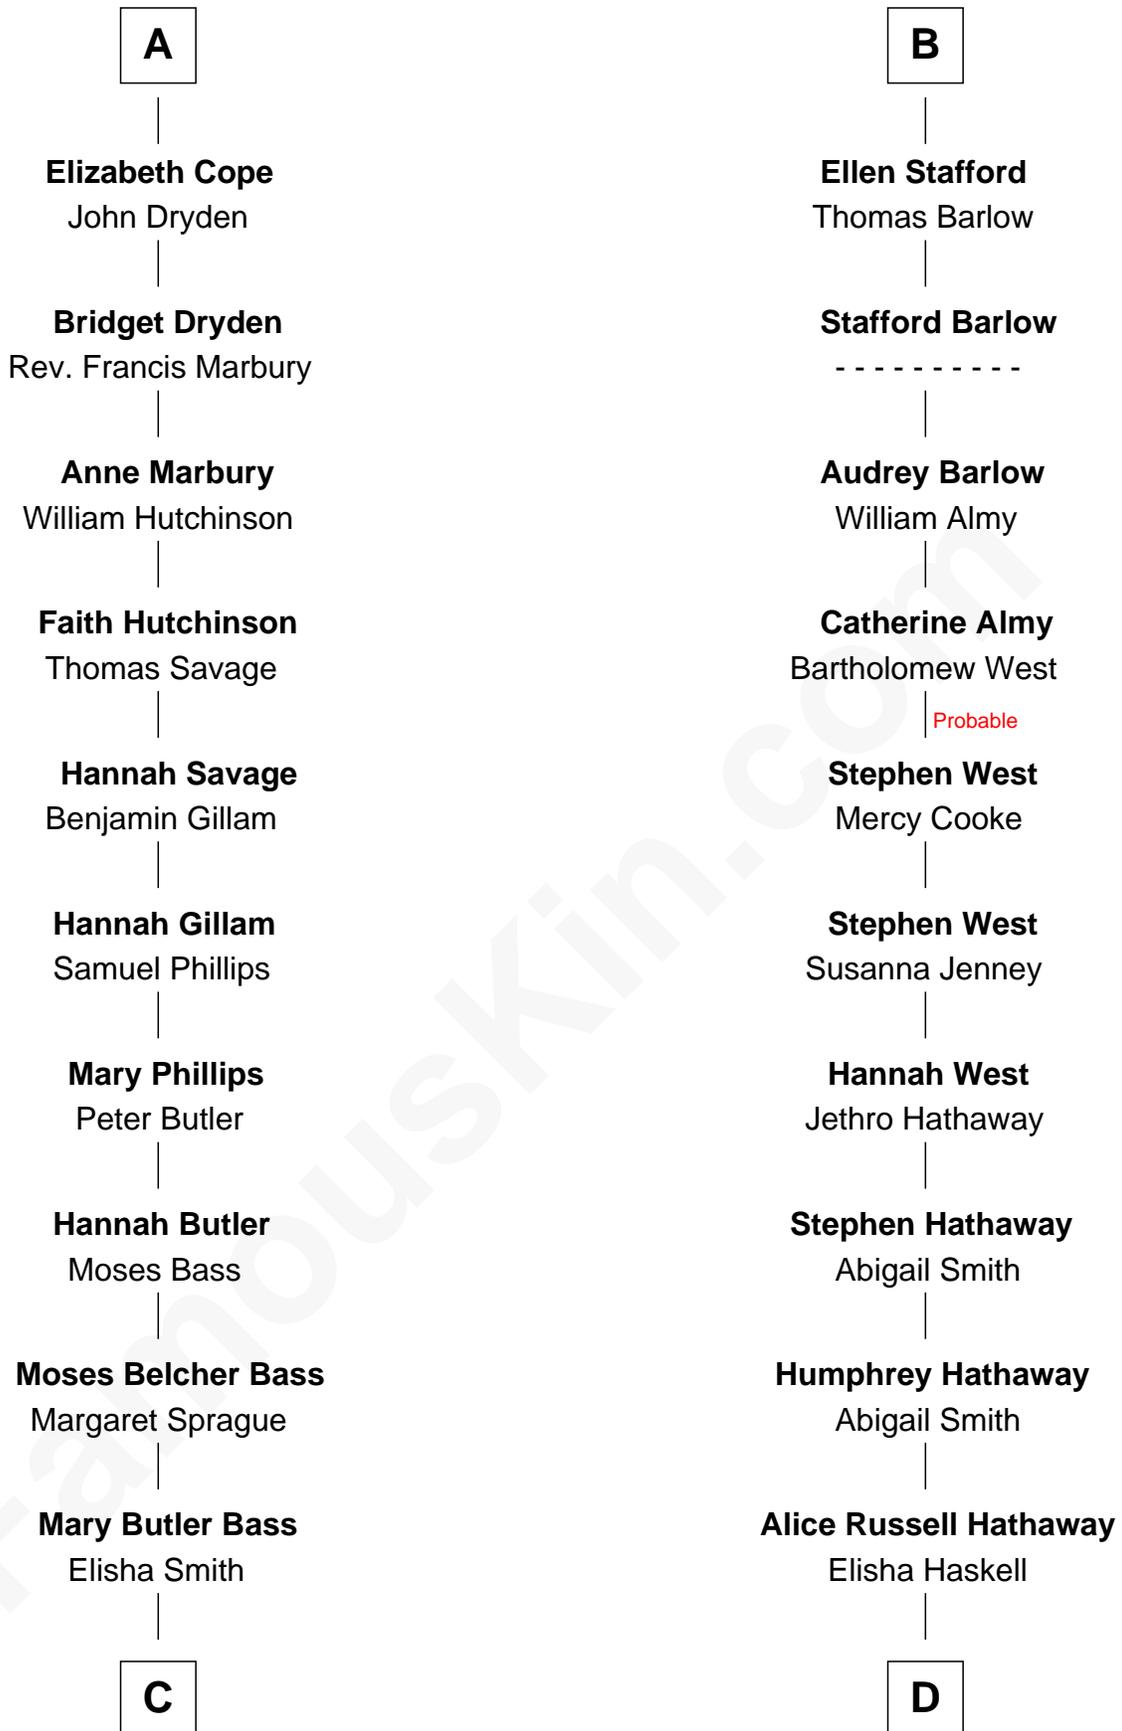 A
Elizabeth Cope
John Dryden
Bridget Dryden
Rev. Francis Marbury
Anne Marbury
William Hutchinson
Faith Hutchinson
Thomas Savage
Hannah Savage
Benjamin Gillam
Hannah Gillam
Samuel Phillips
Mary Phillips
Peter Butler
Hannah Butler
Moses Bass
Moses Belcher Bass
Margaret Sprague
Mary Butler Bass
Elisha Smith
C
B
Ellen Stafford
Thomas Barlow
Stafford Barlow
- - - - - - - - - -
Audrey Barlow
William Almy
Catherine Almy
Bartholomew West
Probable
Stephen West
Mercy Cooke
Stephen West
Susanna Jenney
Hannah West
Jethro Hathaway
Stephen Hathaway
Abigail Smith
Humphrey Hathaway
Abigail Smith
Alice Russell Hathaway
Elisha Haskell
D
FamousKin.com